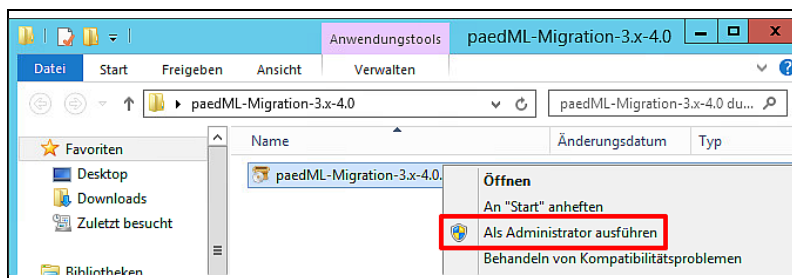 Anwendungstools
paedML-Migration-3.x-4.0
Datei
Start
Freigeben
Ansicht
Verwalten
paedML-Migration-3.x-4.0
paedML-Migration-3.x-4.0 du...
Name
Änderungsdatum
Typ
Favoriten
Desktop
Downloads
Zuletzt besucht
Bibliotheken
paedML-Migration-3.x-4.0.
Öffnen
An "Start" anheften
Als Administrator ausführen
Behandeln von Kompatibilitätsproblemen